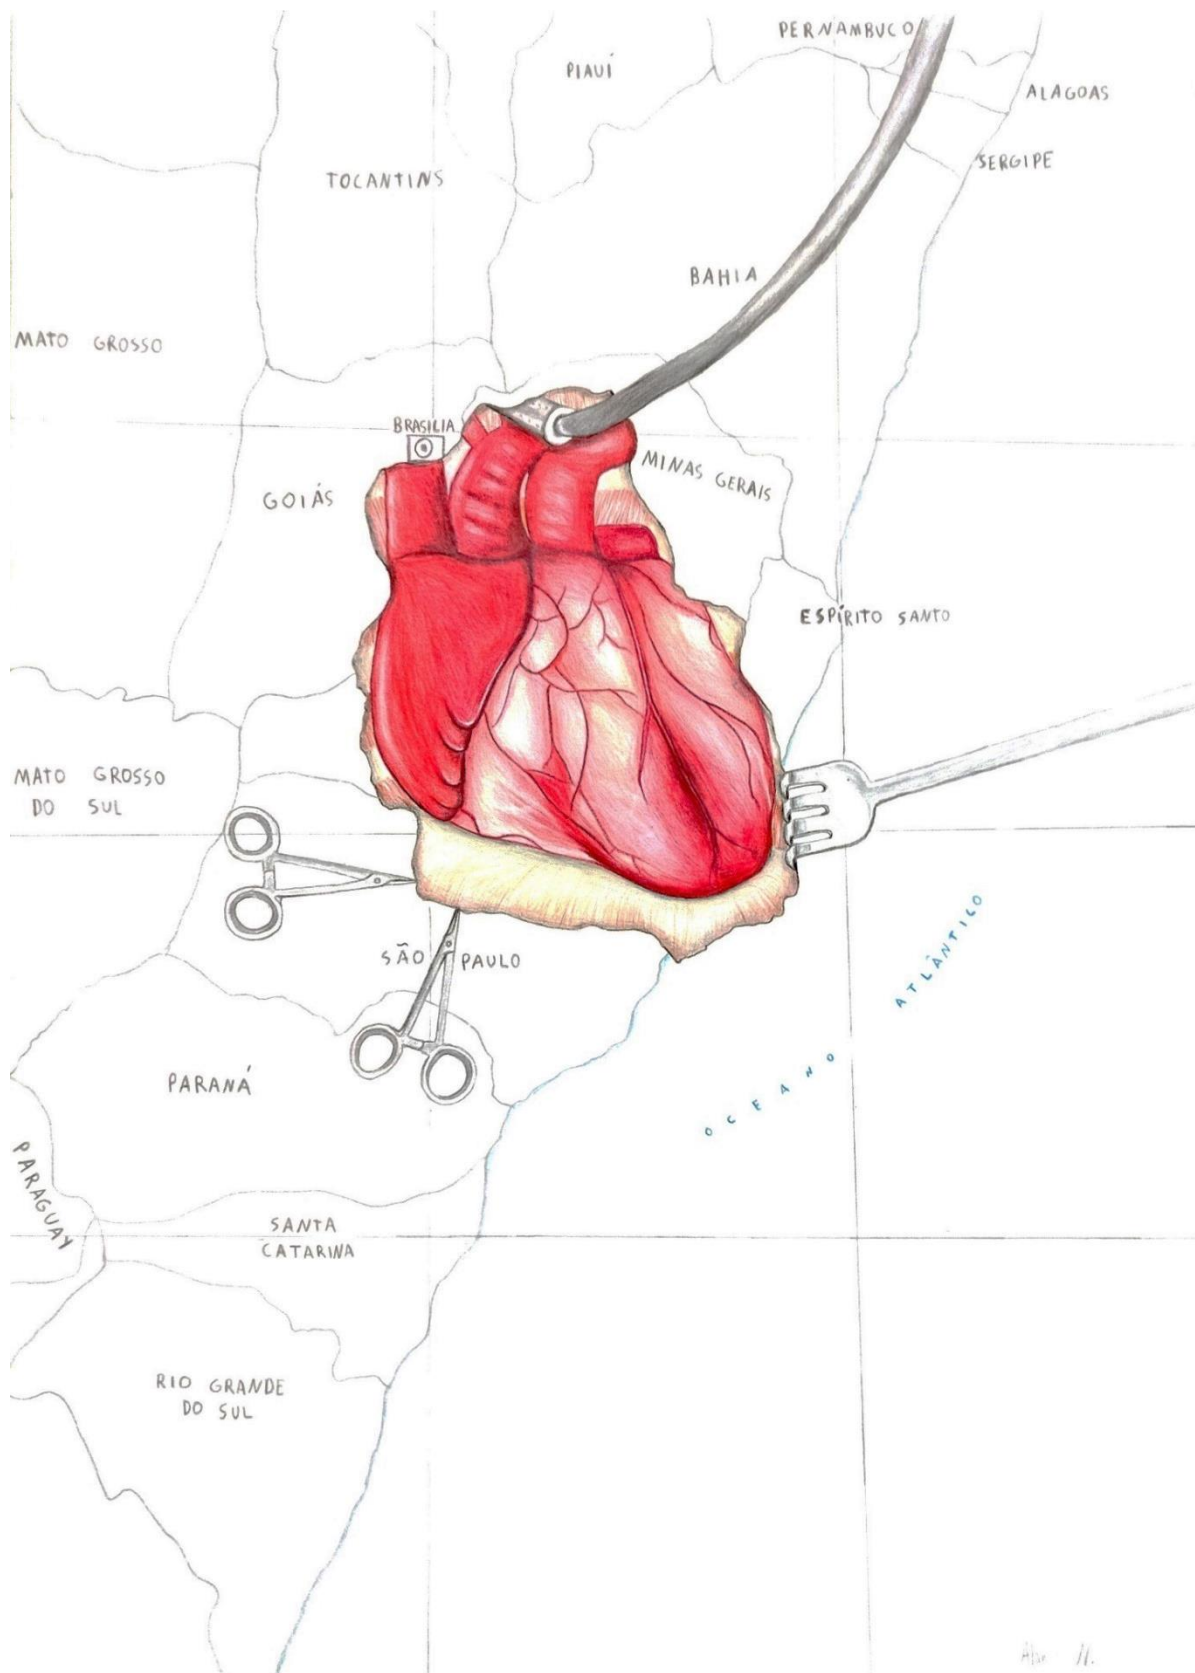 PERNAMBUCO
PIAUÍ
ALAGOAS
SERGIPE
TOCANTINS
BAHIA
MATO GROSSO
BRASILIA
MINAS GERAIS
GOIÁS
ESPÍRITO SANTO
MATO GROSSO
DO SUL
SÃO PAULO
OCEANO ATLÂNTICO
PARANÁ
PARAGUAY
SANTA
CATARINA
RIO GRANDE
DO SUL